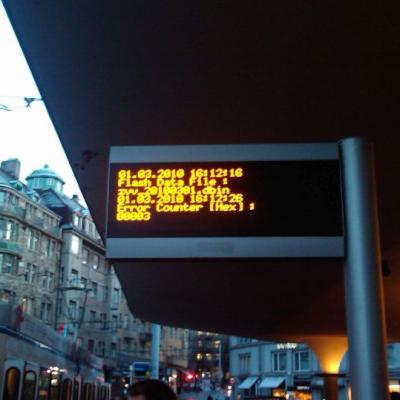 01.03.2010 16:12:16
Flash Data File :
zvv_20100301.dbin
01.03.2010 16:12:26
Error Counter [Hex] :
00003